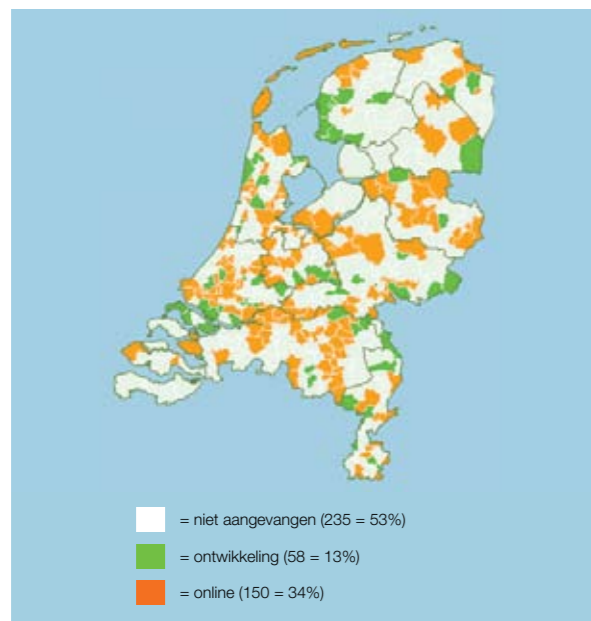 = niet aangevangen (235 = 53%)
= ontwikkeling (58 = 13%)
= online (150 = 34%)